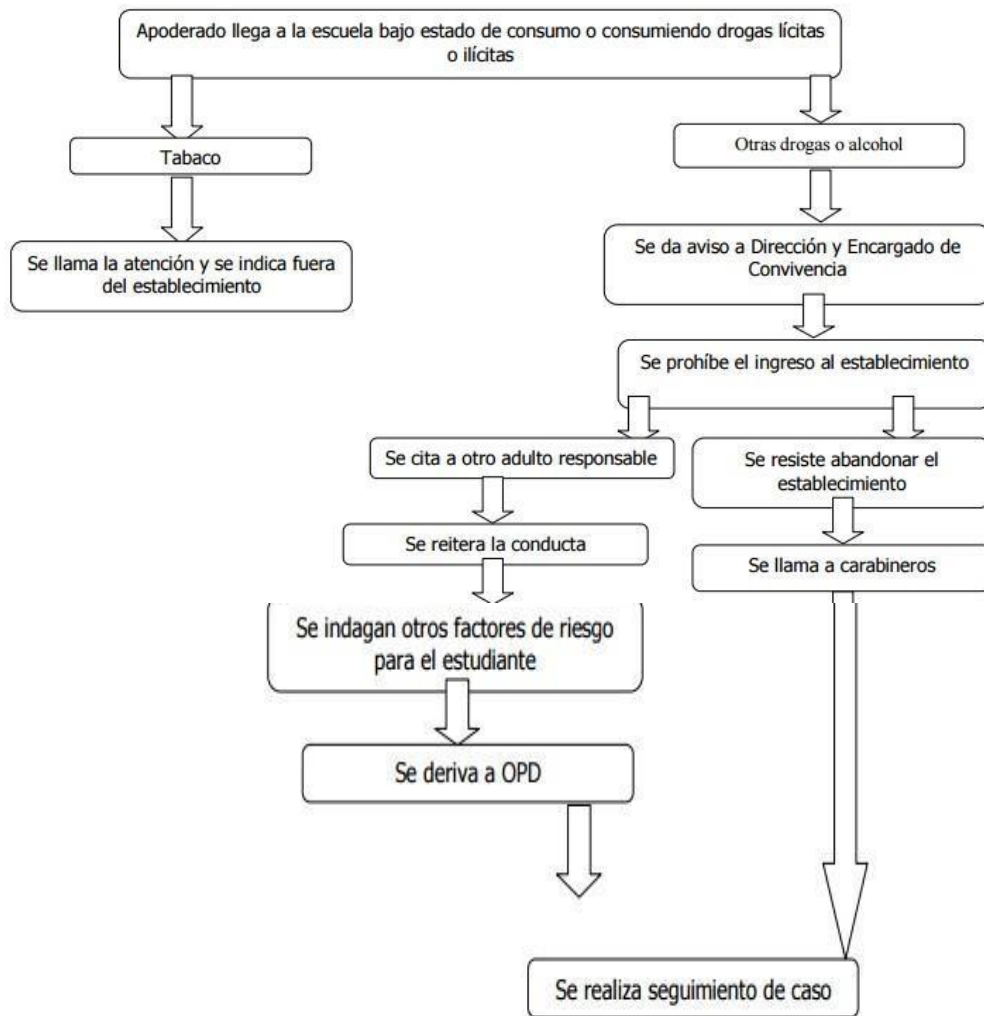 Apoderado llega a la escuela bajo estado de consumo o consumiendo drogas lícitas
o ilícitas
Tabaco
Otras drogas o alcohol
Se llama la atención y se indica fuera
del establecimiento
Se da aviso a Dirección y Encargado de
Convivencia
Se prohíbe el ingreso al establecimiento
Se cita a otro adulto responsable
Se resiste abandonar el
establecimiento
Se reitera la conducta
Se llama a carabineros
Se indagan otros factores de riesgo
para el estudiante
Se deriva a OPD
Se realiza seguimiento de caso